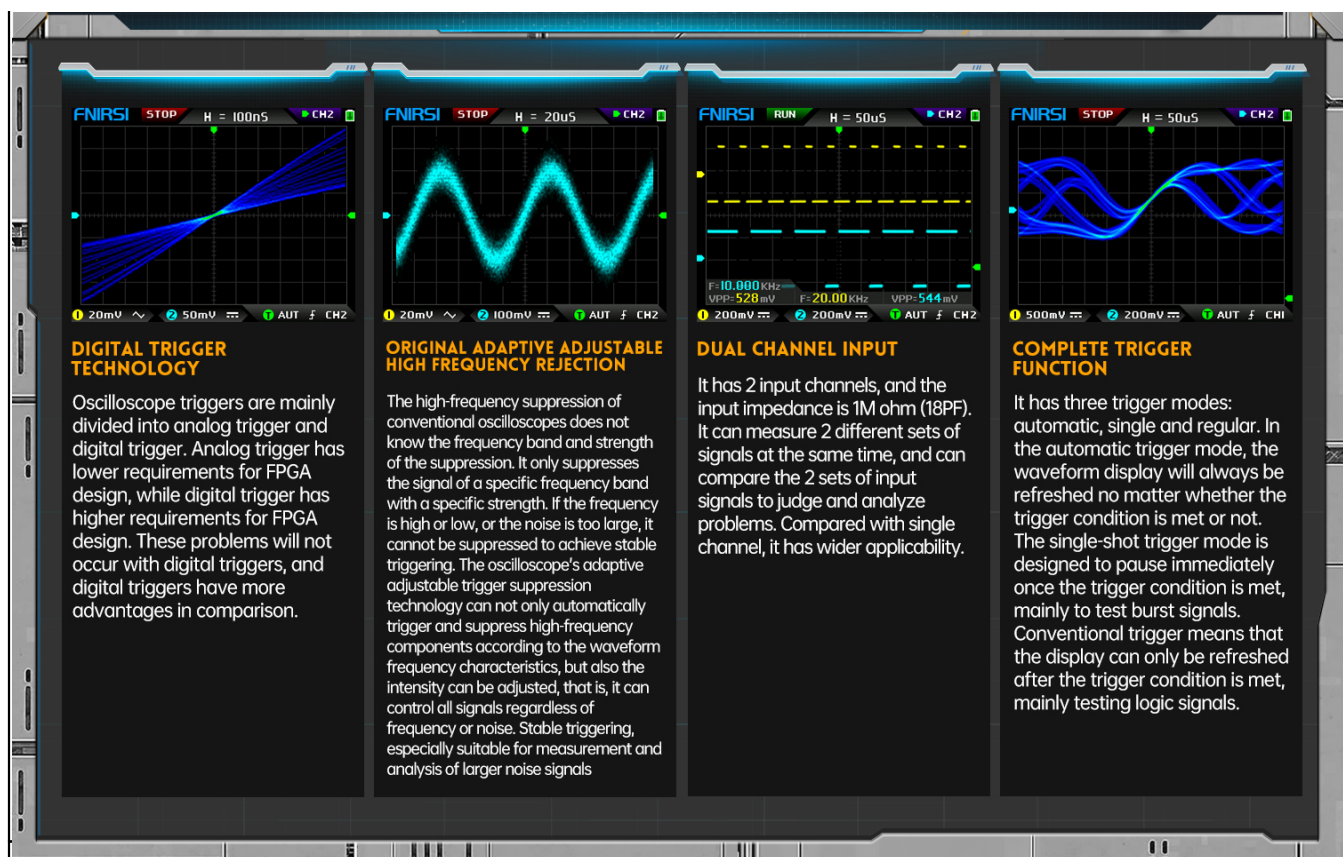 FNIRSI STOP H = 100nS CH2
1 20mV 2 50mV T AUT CH2
DIGITAL TRIGGER
TECHNOLOGY
Oscilloscope triggers are mainly
divided into analog trigger and
digital trigger. Analog trigger has
lower requirements for FPGA
design, while digital trigger has
higher requirements for FPGA
design. These problems will not
occur with digital triggers, and
digital triggers have more
advantages in comparison.
FNIRSI STOP H = 20uS CH2
1 20mV 2 100mV T AUT CH2
ORIGINAL ADAPTIVE ADJUSTABLE
HIGH FREQUENCY REJECTION
The high-frequency suppression of
conventional oscilloscopes does not
know the frequency band and strength
of the suppression. It only suppresses
the signal of a specific frequency band
with a specific strength. If the frequency
is high or low, or the noise is too large, it
cannot be suppressed to achieve stable
triggering. The oscilloscope's adaptive
adjustable trigger suppression
technology can not only automatically
trigger and suppress high-frequency
components according to the waveform
frequency characteristics, but also the
intensity can be adjusted, that is, it can
control all signals regardless of
frequency or noise. Stable triggering,
especially suitable for measurement and
analysis of larger noise signals
FNIRSI RUN H = 50uS CH2
F=10.000KHz
VPP=528mV F=20.00KHz VPP=544mV
1 200mV 2 200mV T AUT CH2
DUAL CHANNEL INPUT
It has 2 input channels, and the
input impedance is 1M ohm (18PF).
It can measure 2 different sets of
signals at the same time, and can
compare the 2 sets of input
signals to judge and analyze
problems. Compared with single
channel, it has wider applicability.
FNIRSI STOP H = 50uS CH2
1 500mV 2 200mV T AUT CH1
COMPLETE TRIGGER
FUNCTION
It has three trigger modes:
automatic, single and regular. In
the automatic trigger mode, the
waveform display will always be
refreshed no matter whether the
trigger condition is met or not.
The single-shot trigger mode is
designed to pause immediately
once the trigger condition is met,
mainly to test burst signals.
Conventional trigger means that
the display can only be refreshed
after the trigger condition is met,
mainly testing logic signals.